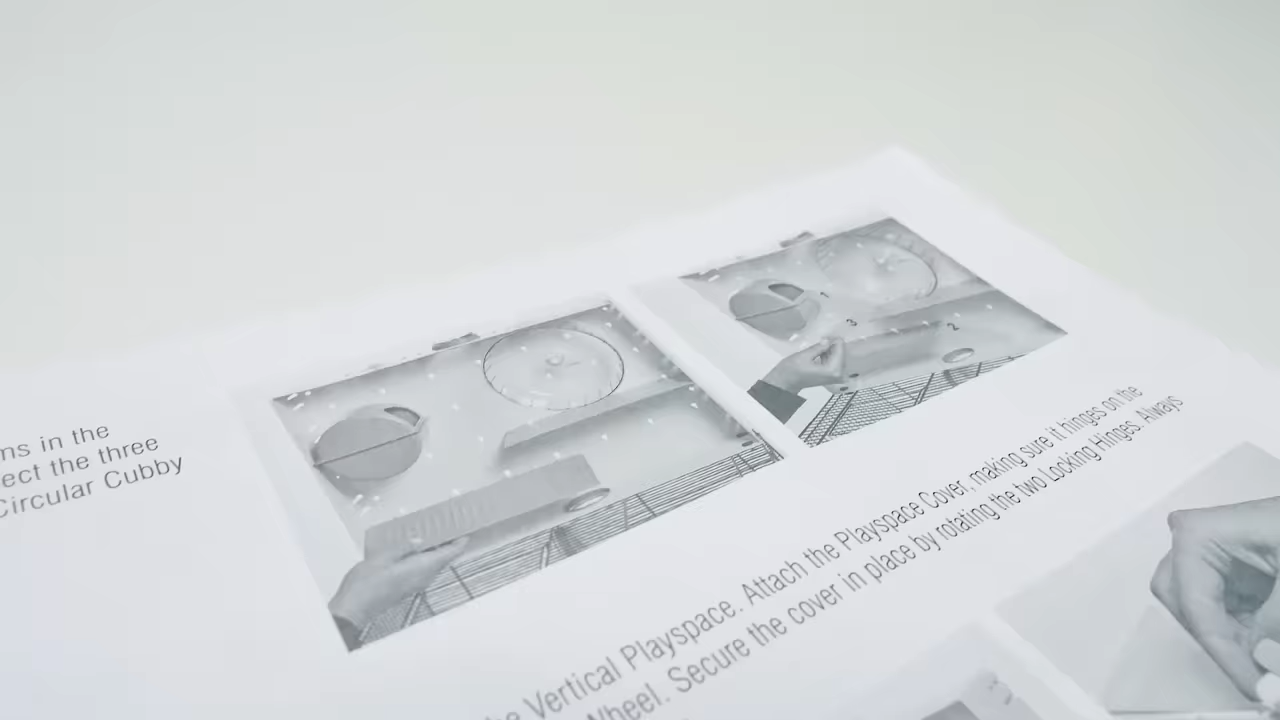 ns in the
ect the three
Circular Cubby
1
3
2
he Vertical Playspace. Attach the Playspace Cover, making sure it hinges on the
Wheel. Secure the cover in place by rotating the two Locking Hinges. Always